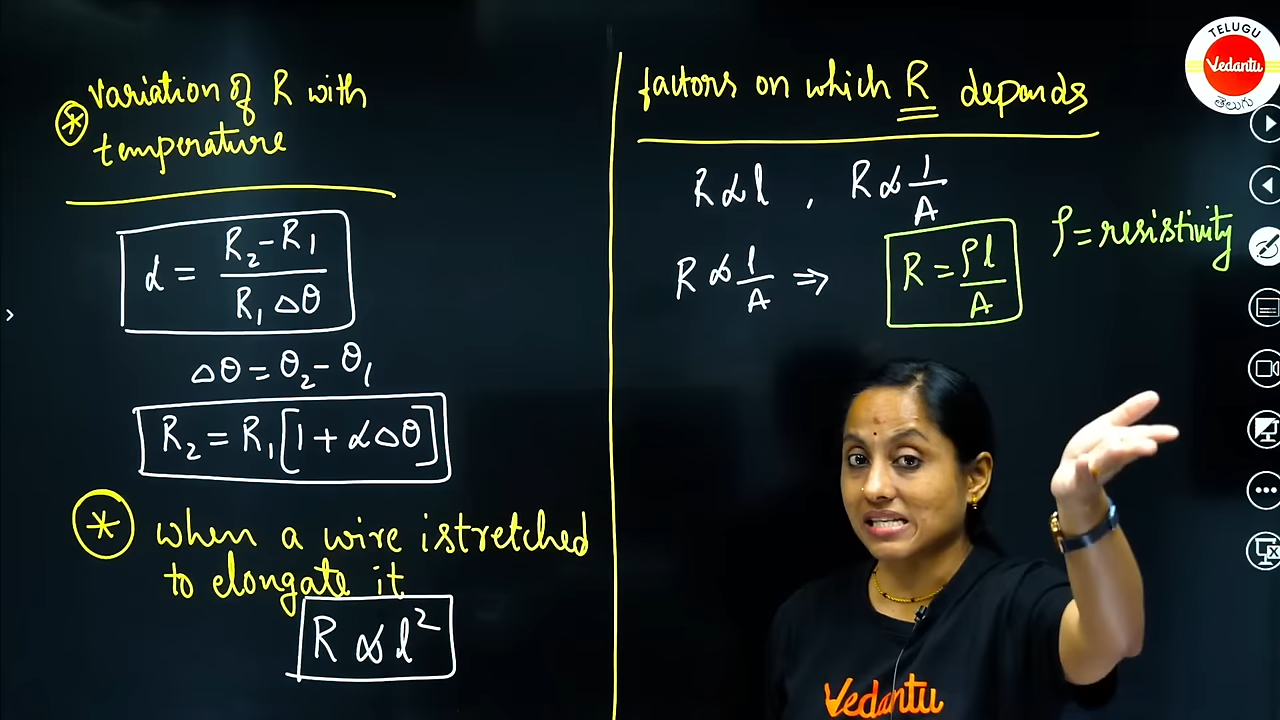 * variation of R with
temperature
α = R₂-R₁ / R₁ Δθ
Δθ = θ₂-θ₁
R₂ = R₁[1+αΔθ]
* when a wire istretched
to elongate it
R ∝ l²
factors on which R depends
R ∝ l , R ∝ 1/A
R ∝ l/A ⇒ R = ρl/A ρ = resistivity
TELUGU
Vedantu
తెలుగు
Vedantu